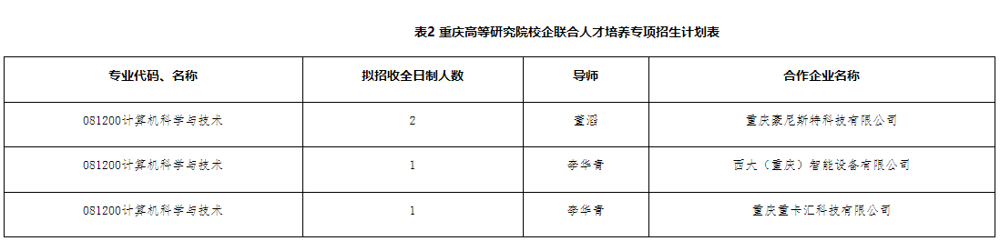 表2 重庆高等研究院校企联合人才培养专项招生计划表
专业代码、名称 拟招收全日制人数 导师 合作企业名称
081200计算机科学与技术 2 董滔 重庆豪尼斯特科技有限公司
081200计算机科学与技术 1 李华青 西大（重庆）智能设备有限公司
081200计算机科学与技术 1 李华青 重庆重卡汇科技有限公司